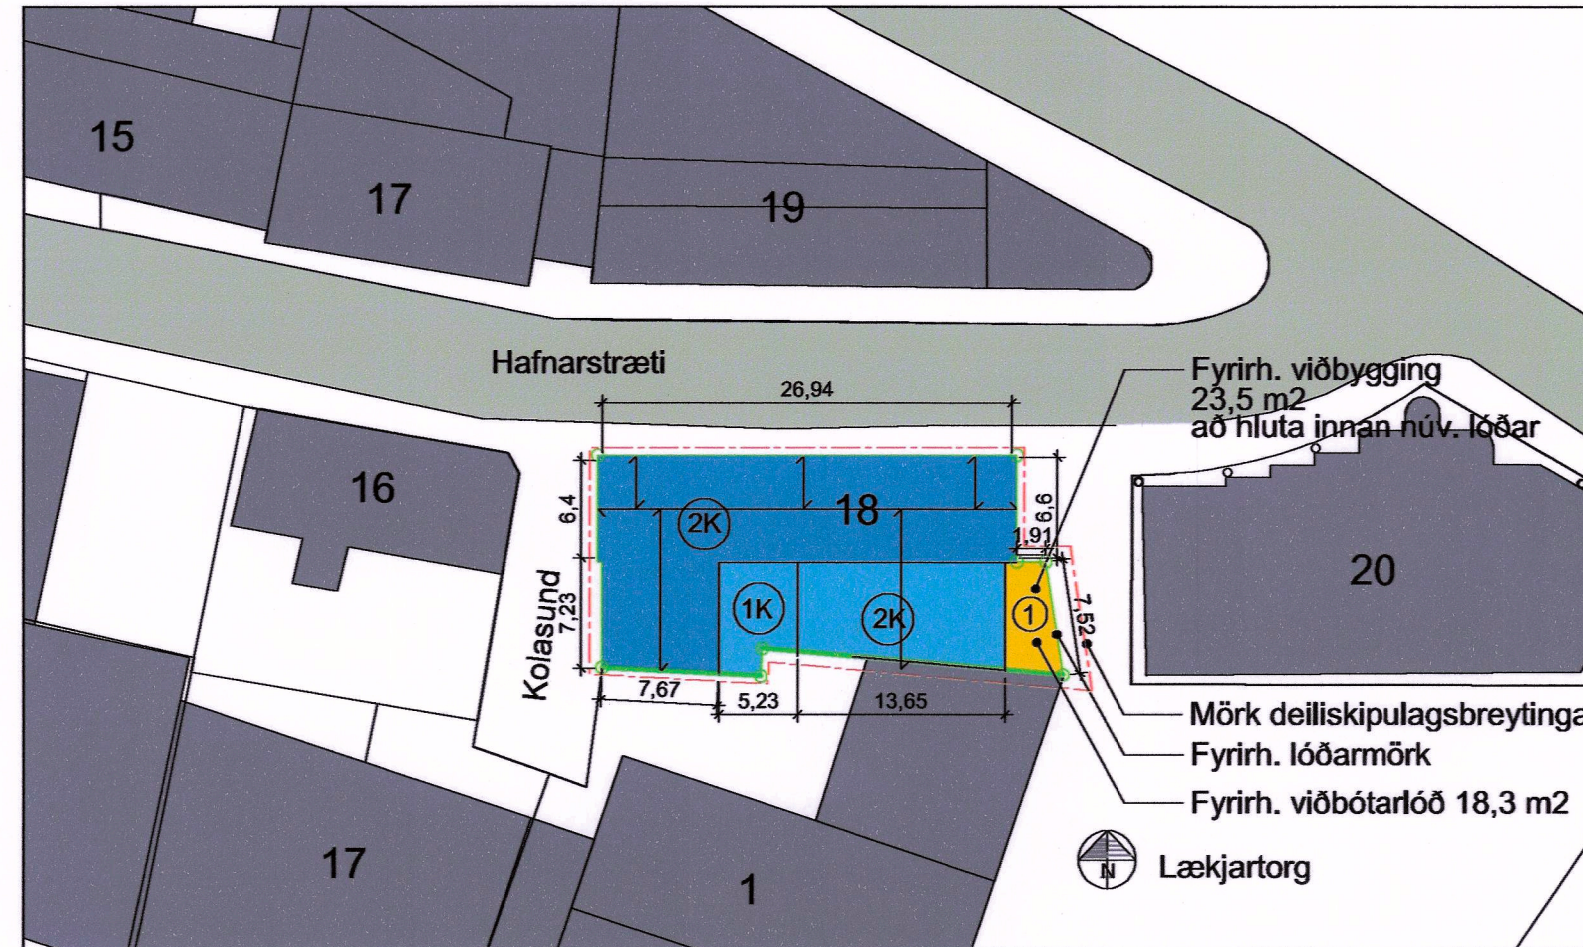 15
17
19
Hafnarstræti
26,94
Fyrirh. viðbygging
23,5 m2
að hluta innan núv. lóðar
16
6,4
2K
18
6,6
1,91
20
Kolasund
7,23
1K
2K
1
7,52
7,67
5,23
13,65
Mörk deiliskipulagsbreytinga
Fyrirh. lóðarmörk
Fyrirh. viðbótarlóð 18,3 m2
17
1
N
Lækjartorg